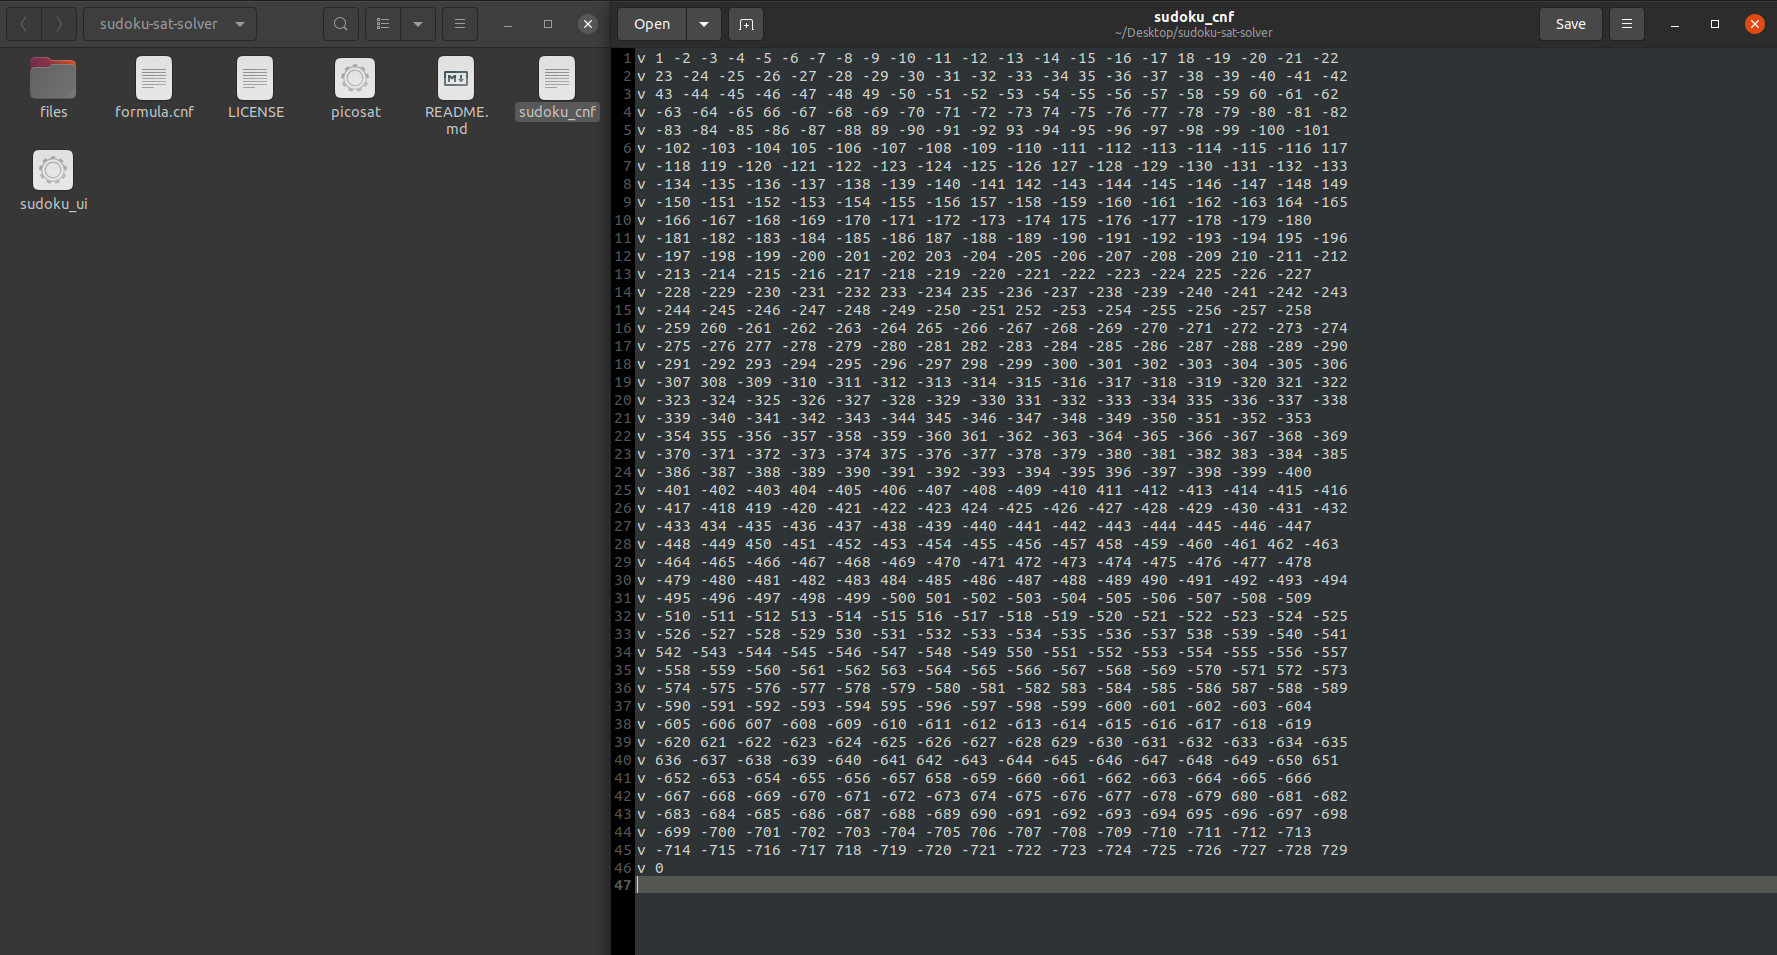 sudoku-sat-solver
files
formula.cnf
LICENSE
picosat
README.
md
sudoku_cnf
sudoku_ui
Open
sudoku_cnf
~/Desktop/sudoku-sat-solver
Save
1 v 1 -2 -3 -4 -5 -6 -7 -8 -9 -10 -11 -12 -13 -14 -15 -16 -17 18 -19 -20 -21 -22
2 v 23 -24 -25 -26 -27 -28 -29 -30 -31 -32 -33 -34 35 -36 -37 -38 -39 -40 -41 -42
3 v 43 -44 -45 -46 -47 -48 49 -50 -51 -52 -53 -54 -55 -56 -57 -58 -59 60 -61 -62
4 v -63 -64 -65 66 -67 -68 -69 -70 -71 -72 -73 74 -75 -76 -77 -78 -79 -80 -81 -82
5 v -83 -84 -85 -86 -87 -88 89 -90 -91 -92 93 -94 -95 -96 -97 -98 -99 -100 -101
6 v -102 -103 -104 105 -106 -107 -108 -109 -110 -111 -112 -113 -114 -115 -116 117
7 v -118 119 -120 -121 -122 -123 -124 -125 -126 127 -128 -129 -130 -131 -132 -133
8 v -134 -135 -136 -137 -138 -139 -140 -141 142 -143 -144 -145 -146 -147 -148 149
9 v -150 -151 -152 -153 -154 -155 -156 157 -158 -159 -160 -161 -162 -163 164 -165
10 v -166 -167 -168 -169 -170 -171 -172 -173 -174 175 -176 -177 -178 -179 -180
11 v -181 -182 -183 -184 -185 -186 187 -188 -189 -190 -191 -192 -193 -194 195 -196
12 v -197 -198 -199 -200 -201 -202 203 -204 -205 -206 -207 -208 -209 210 -211 -212
13 v -213 -214 -215 -216 -217 -218 -219 -220 -221 -222 -223 -224 225 -226 -227
14 v -228 -229 -230 -231 -232 233 -234 235 -236 -237 -238 -239 -240 -241 -242 -243
15 v -244 -245 -246 -247 -248 -249 -250 -251 252 -253 -254 -255 -256 -257 -258
16 v -259 260 -261 -262 -263 -264 265 -266 -267 -268 -269 -270 -271 -272 -273 -274
17 v -275 -276 277 -278 -279 -280 -281 282 -283 -284 -285 -286 -287 -288 -289 -290
18 v -291 -292 293 -294 -295 -296 -297 298 -299 -300 -301 -302 -303 -304 -305 -306
19 v -307 308 -309 -310 -311 -312 -313 -314 -315 -316 -317 -318 -319 -320 321 -322
20 v -323 -324 -325 -326 -327 -328 -329 -330 331 -332 -333 -334 335 -336 -337 -338
21 v -339 -340 -341 -342 -343 -344 345 -346 -347 -348 -349 -350 -351 -352 -353
22 v -354 355 -356 -357 -358 -359 -360 361 -362 -363 -364 -365 -366 -367 -368 -369
23 v -370 -371 -372 -373 -374 375 -376 -377 -378 -379 -380 -381 -382 383 -384 -385
24 v -386 -387 -388 -389 -390 -391 -392 -393 -394 -395 396 -397 -398 -399 -400
25 v -401 -402 -403 404 -405 -406 -407 -408 -409 -410 411 -412 -413 -414 -415 -416
26 v -417 -418 419 -420 -421 -422 -423 424 -425 -426 -427 -428 -429 -430 -431 -432
27 v -433 434 -435 -436 -437 -438 -439 -440 -441 -442 -443 -444 -445 -446 -447
28 v -448 -449 450 -451 -452 -453 -454 -455 -456 -457 458 -459 -460 -461 462 -463
29 v -464 -465 -466 -467 -468 -469 -470 -471 472 -473 -474 -475 -476 -477 -478
30 v -479 -480 -481 -482 -483 484 -485 -486 -487 -488 -489 490 -491 -492 -493 -494
31 v -495 -496 -497 -498 -499 -500 501 -502 -503 -504 -505 -506 -507 -508 -509
32 v -510 -511 -512 513 -514 -515 516 -517 -518 -519 -520 -521 -522 -523 -524 -525
33 v -526 -527 -528 -529 530 -531 -532 -533 -534 -535 -536 -537 538 -539 -540 -541
34 v 542 -543 -544 -545 -546 -547 -548 -549 550 -551 -552 -553 -554 -555 -556 -557
35 v -558 -559 -560 -561 -562 563 -564 -565 -566 -567 -568 -569 -570 -571 572 -573
36 v -574 -575 -576 -577 -578 -579 -580 -581 -582 583 -584 -585 -586 587 -588 -589
37 v -590 -591 -592 -593 -594 595 -596 -597 -598 -599 -600 -601 -602 -603 -604
38 v -605 -606 607 -608 -609 -610 -611 -612 -613 -614 -615 -616 -617 -618 -619
39 v -620 621 -622 -623 -624 -625 -626 -627 -628 629 -630 -631 -632 -633 -634 -635
40 v 636 -637 -638 -639 -640 -641 642 -643 -644 -645 -646 -647 -648 -649 -650 651
41 v -652 -653 -654 -655 -656 -657 658 -659 -660 -661 -662 -663 -664 -665 -666
42 v -667 -668 -669 -670 -671 -672 -673 674 -675 -676 -677 -678 -679 680 -681 -682
43 v -683 -684 -685 -686 -687 -688 -689 690 -691 -692 -693 -694 695 -696 -697 -698
44 v -699 -700 -701 -702 -703 -704 -705 706 -707 -708 -709 -710 -711 -712 -713
45 v -714 -715 -716 -717 718 -719 -720 -721 -722 -723 -724 -725 -726 -727 -728 729
46 v 0
47